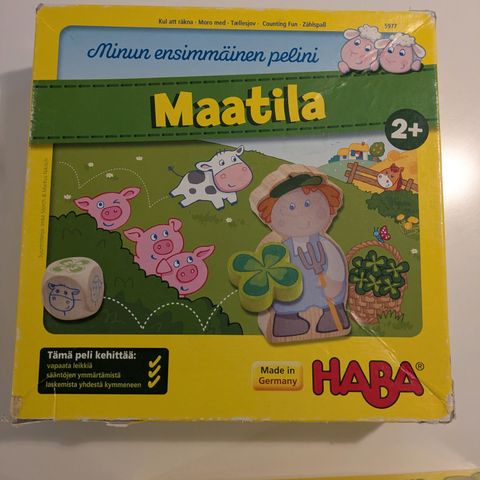 Kul att räkna · Moro med · Tællesjov · Counting Fun · Zählspaß
5977
Minun ensimmäinen pelini
Maatila
2+
Tämä peli kehittää:
vapaata leikkiä
sääntöjen ymmärtämistä
laskemista yhdestä kymmeneen
Made in
Germany
HABA®